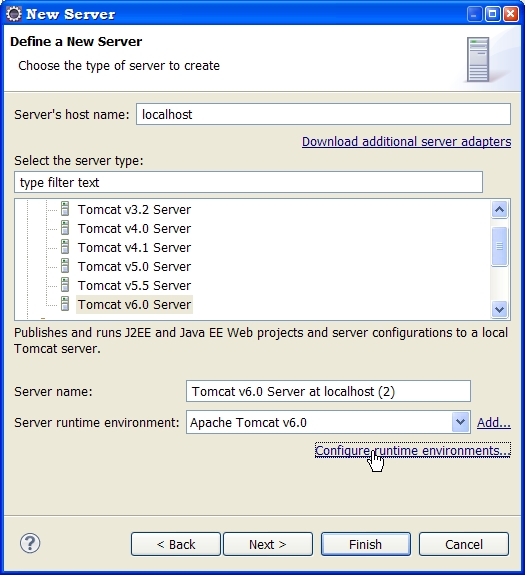 New Server
Define a New Server
Choose the type of server to create
Server's host name: localhost
Download additional server adapters
Select the server type:
type filter text
Tomcat v3.2 Server
Tomcat v4.0 Server
Tomcat v4.1 Server
Tomcat v5.0 Server
Tomcat v5.5 Server
Tomcat v6.0 Server
Publishes and runs J2EE and Java EE Web projects and server configurations to a local
Tomcat server.
Server name: Tomcat v6.0 Server at localhost (2)
Server runtime environment: Apache Tomcat v6.0 Add...
Configure runtime environments...
? < Back Next > Finish Cancel